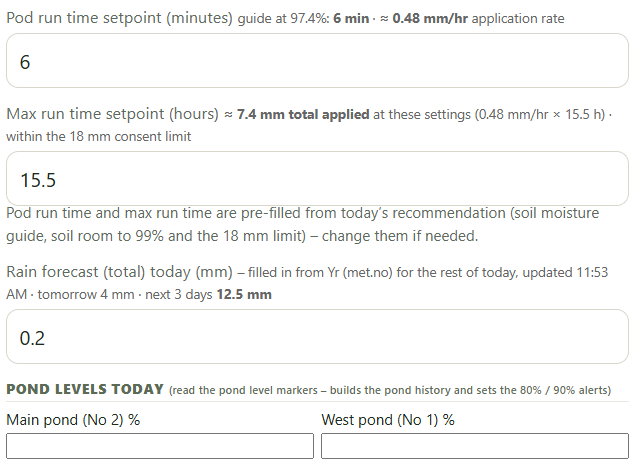 Pod run time setpoint (minutes) guide at 97.4%: 6 min · ≈ 0.48 mm/hr application rate
6
Max run time setpoint (hours) ≈ 7.4 mm total applied at these settings (0.48 mm/hr × 15.5 h) ·
within the 18 mm consent limit
15.5
Pod run time and max run time are pre-filled from today's recommendation (soil moisture
guide, soil room to 99% and the 18 mm limit) – change them if needed.
Rain forecast (total) today (mm) – filled in from Yr (met.no) for the rest of today, updated 11:53
AM · tomorrow 4 mm · next 3 days 12.5 mm
0.2
POND LEVELS TODAY (read the pond level markers – builds the pond history and sets the 80% / 90% alerts)
Main pond (No 2) % West pond (No 1) %